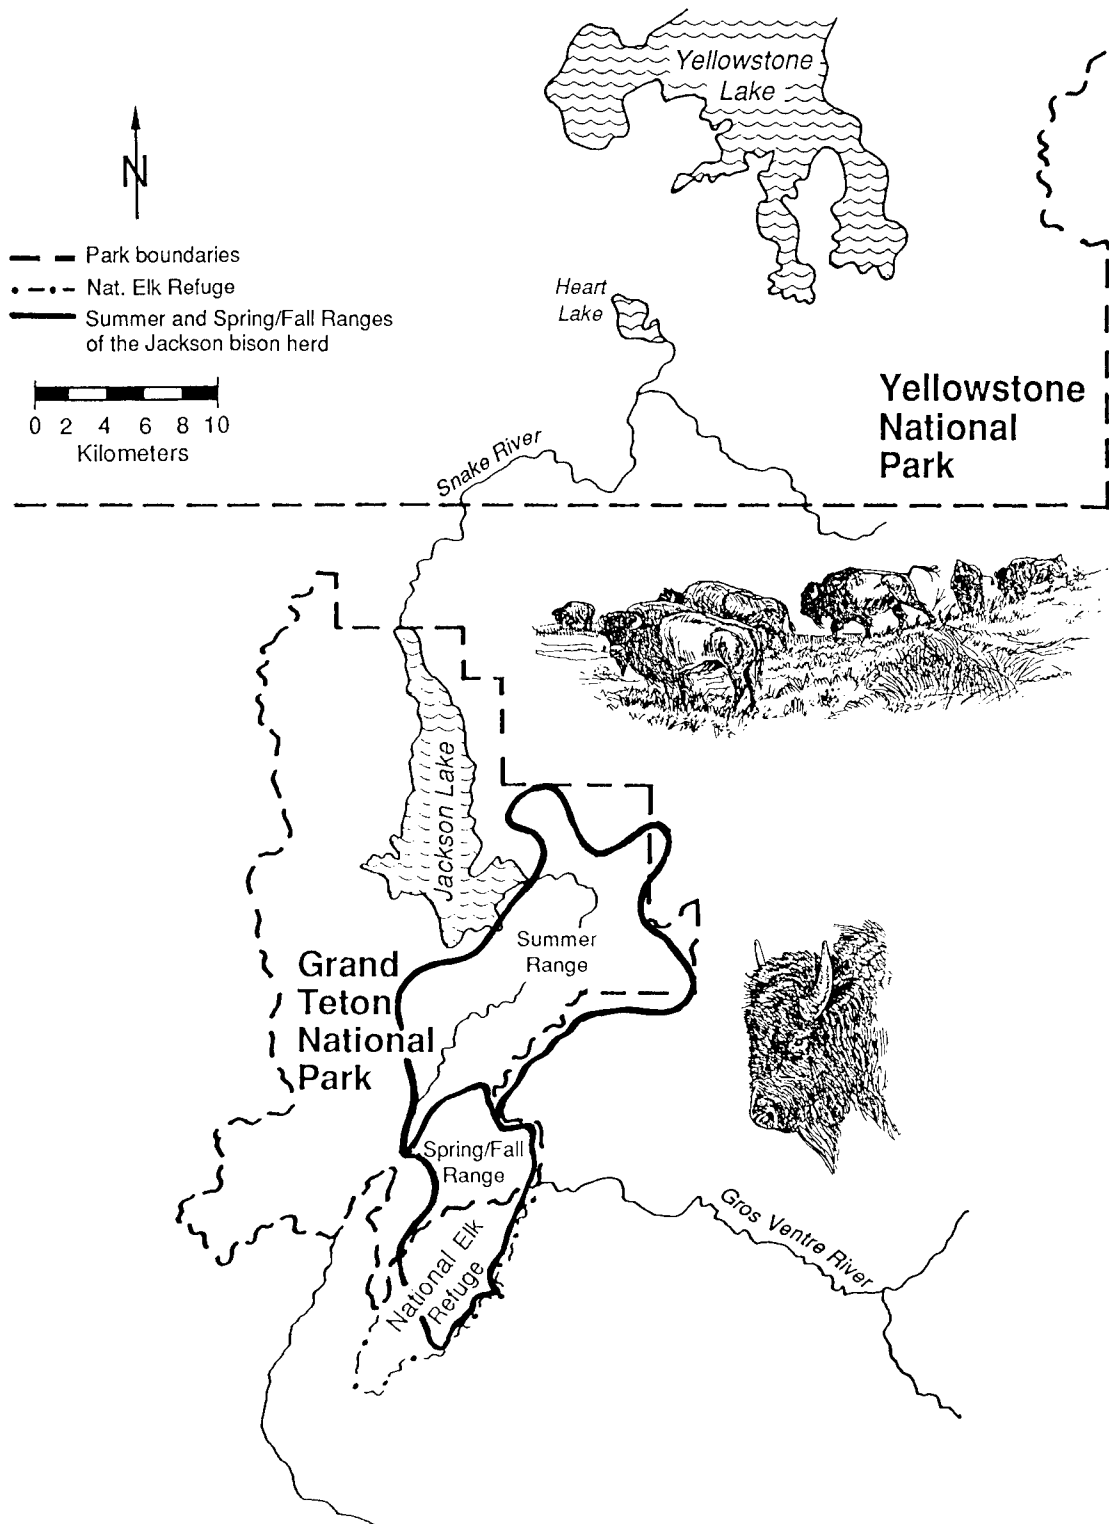 Yellowstone
Lake
N
Park boundaries
Nat. Elk Refuge
Summer and Spring/Fall Ranges
of the Jackson bison herd
0 2 4 6 8 10
Kilometers
Heart
Lake
Yellowstone
National
Park
Snake River
Jackson Lake
Summer
Range
Grand
Teton
National
Park
Spring/Fall
Range
Gros Ventre River
National Elk
Refuge